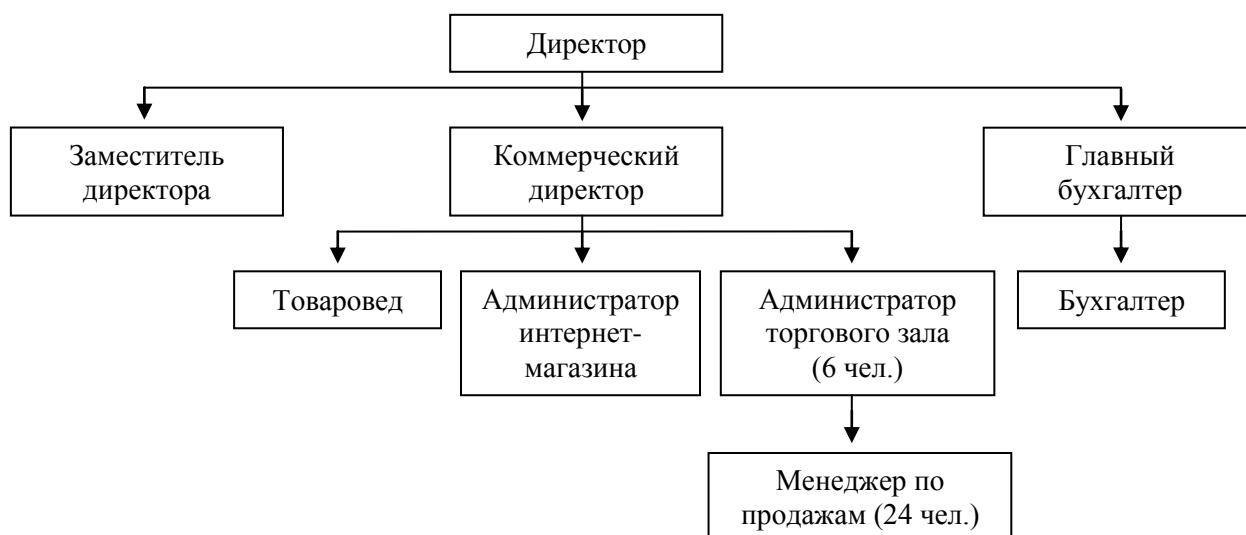 Директор
Заместитель
директора
Коммерческий
директор
Главный
бухгалтер
Товаровед
Администратор
интернет-
магазина
Администратор
торгового зала
(6 чел.)
Бухгалтер
Менеджер по
продажам (24 чел.)